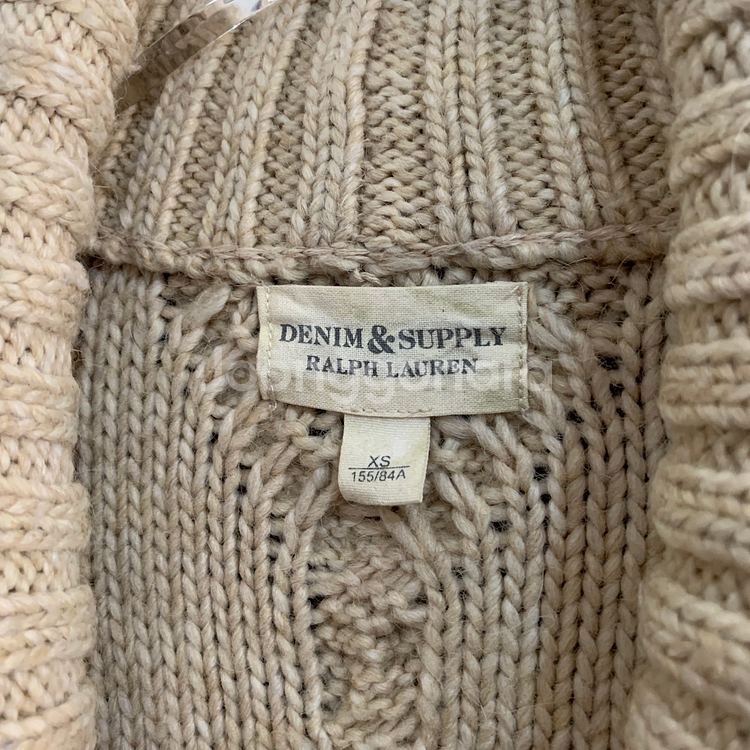 DENIM & SUPPLY
RALPH LAUREN
XS
155/84A